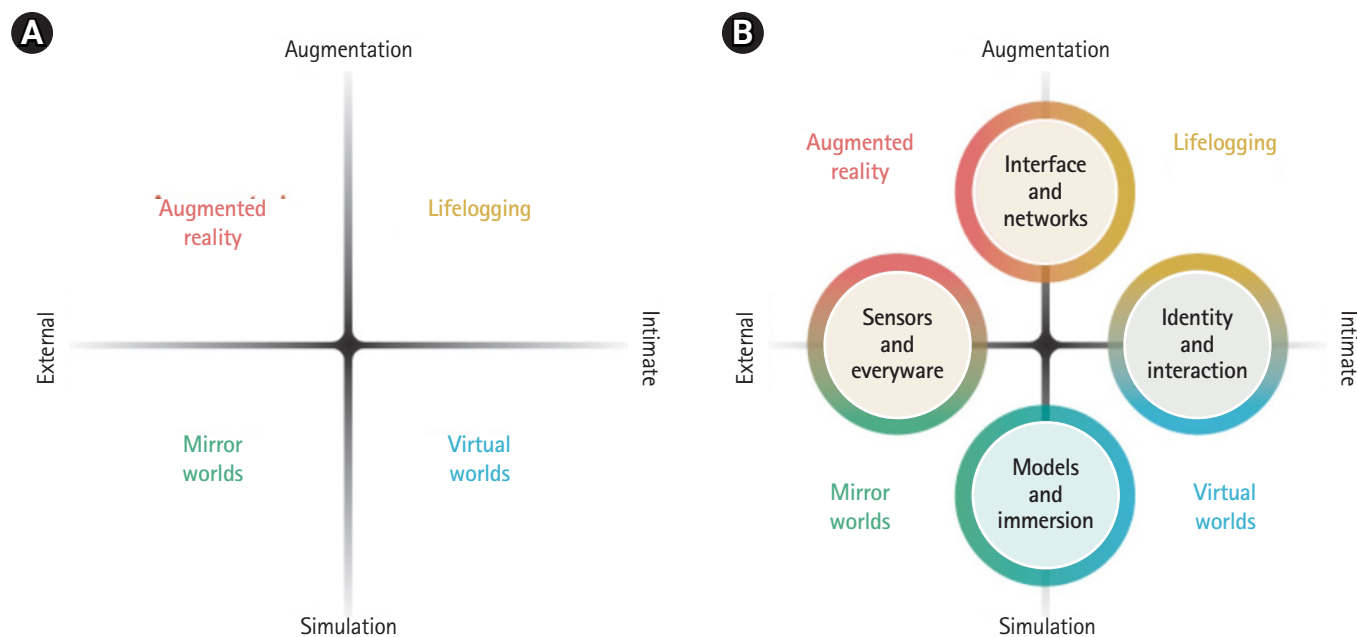 A
Augmentation
Augmented
reality
Lifelogging
External
Intimate
Mirror
worlds
Virtual
worlds
Simulation
B
Augmentation
Augmented
reality
Lifelogging
Interface
and
networks
External
Sensors
and
everyware
Identity
and
interaction
Intimate
Mirror
worlds
Models
and
immersion
Virtual
worlds
Simulation